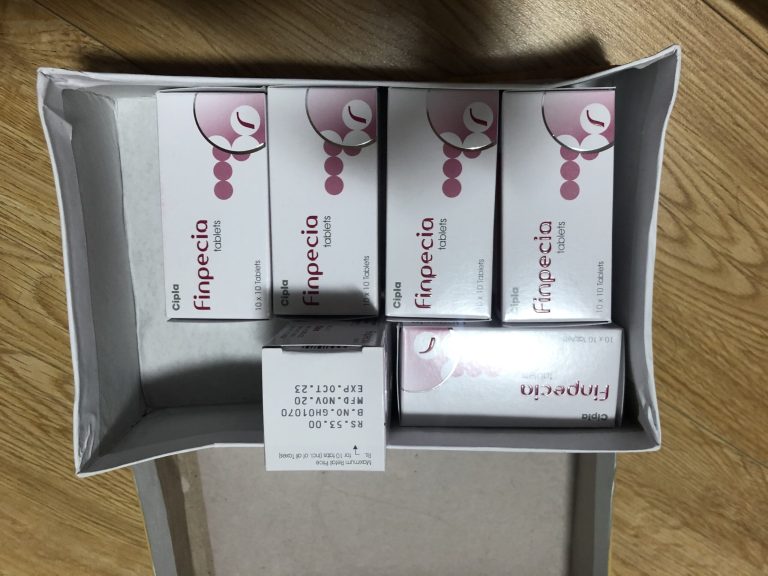 Cipla
Finpecia
tablets
10 x 10 Tablets
Cipla
Finpecia
tablets
10 x 10 Tablets
Cipla
Finpecia
tablets
10 x 10 Tablets
Cipla
Finpecia
tablets
10 x 10 Tablets
Maximum Retail Price
Rs. for 10 tabs (incl. of all taxes)
RS.53.00
B.NO.GH01070
MFD.NOV.20
EXP.OCT.23
Cipla
Finpecia
tablets
10 x 10 Tablets